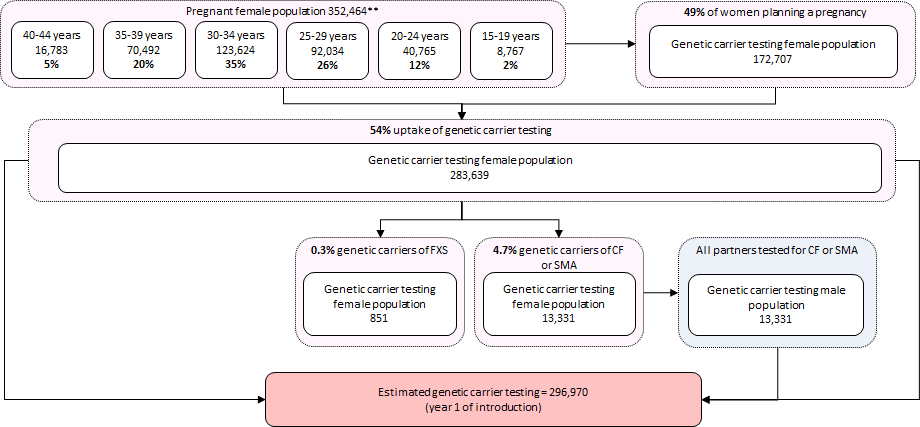 Pregnant female population 352,464**
40-44 years
16,783
5%
35-39 years
70,492
20%
30-34 years
123,624
35%
25-29 years
92,034
26%
20-24 years
40,765
12%
15-19 years
8,767
2%
49% of women planning a pregnancy
Genetic carrier testing female population
172,707
54% uptake of genetic carrier testing
Genetic carrier testing female population
283,639
0.3% genetic carriers of FXS
Genetic carrier testing
female population
851
4.7% genetic carriers of CF
or SMA
Genetic carrier testing
female population
13,331
All partners tested for CF or SMA
Genetic carrier testing male
population
13,331
Estimated genetic carrier testing = 296,970
(year 1 of introduction)